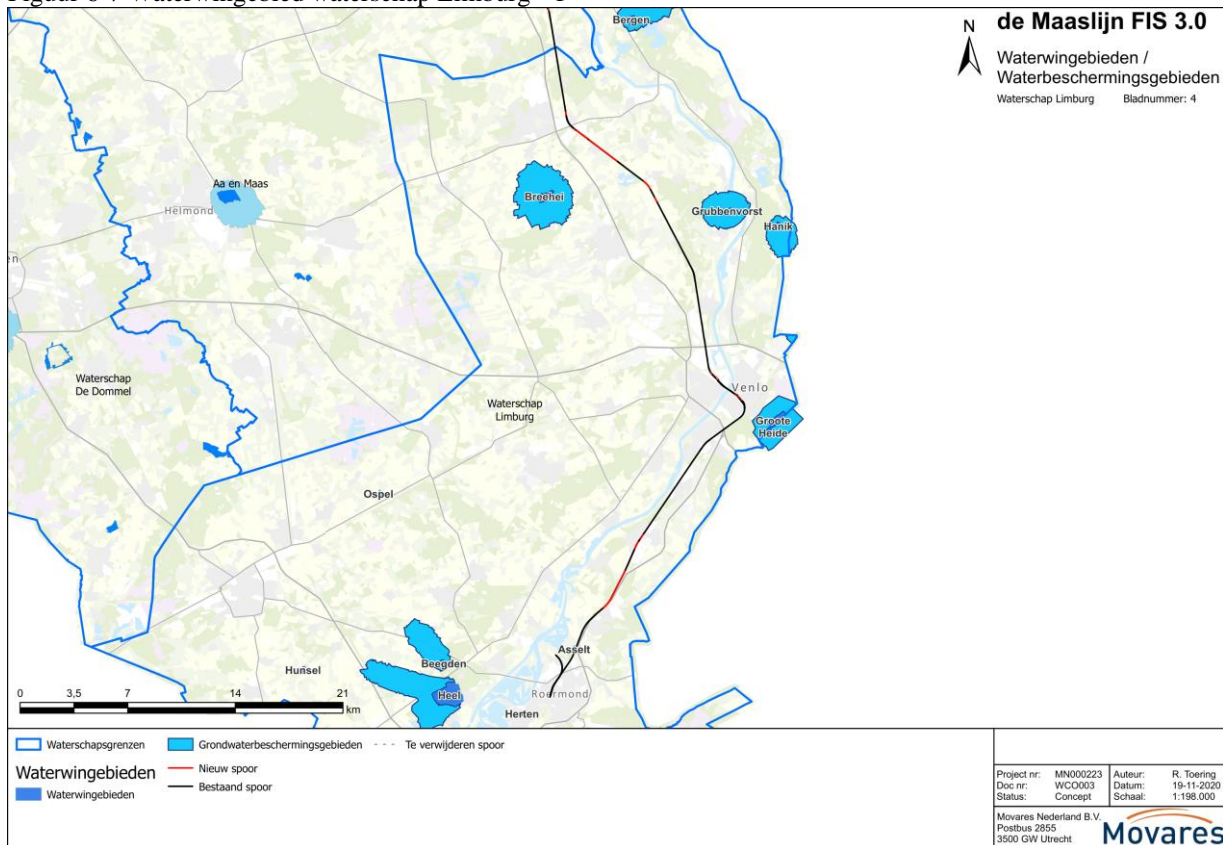 de Maaslijn FIS 3.0
N
Waterwingebieden /
Waterbeschermingsgebieden
Waterschap Limburg Bladnummer: 4
Bergen
Aa en Maas
Helmond
Breehei
Grubbenvorst
Hanik
en
Waterschap
De Dommel
Waterschap
Limburg
Venlo
Groote
Heide
Ospel
Asselt
Beegden
Hunsel
Heel
Roermond
Herten
0 3,5 7 14 21
km
Waterschapsgrenzen
Waterwingebieden
Waterwingebieden
Grondwaterbeschermingsgebieden
Nieuw spoor
Bestaand spoor
Te verwijderen spoor
Project nr: MN000223 Auteur: R. Toering
Doc nr: WCO003 Datum: 19-11-2020
Status: Concept Schaal: 1:198.000
Movares Nederland B.V.
Postbus 2855
3500 GW Utrecht
Movares